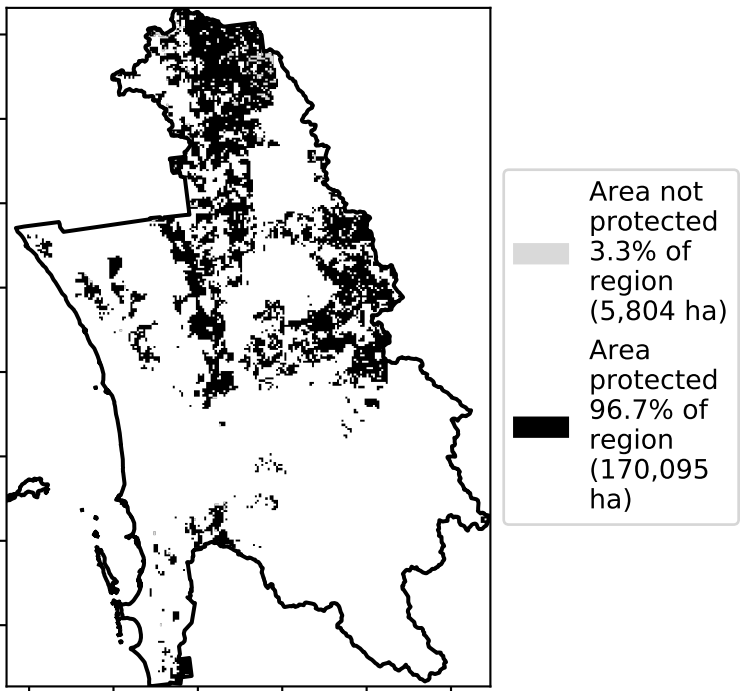 Area not
protected
3.3% of
region
(5,804 ha)
Area
protected
96.7% of
region
(170,095
ha)